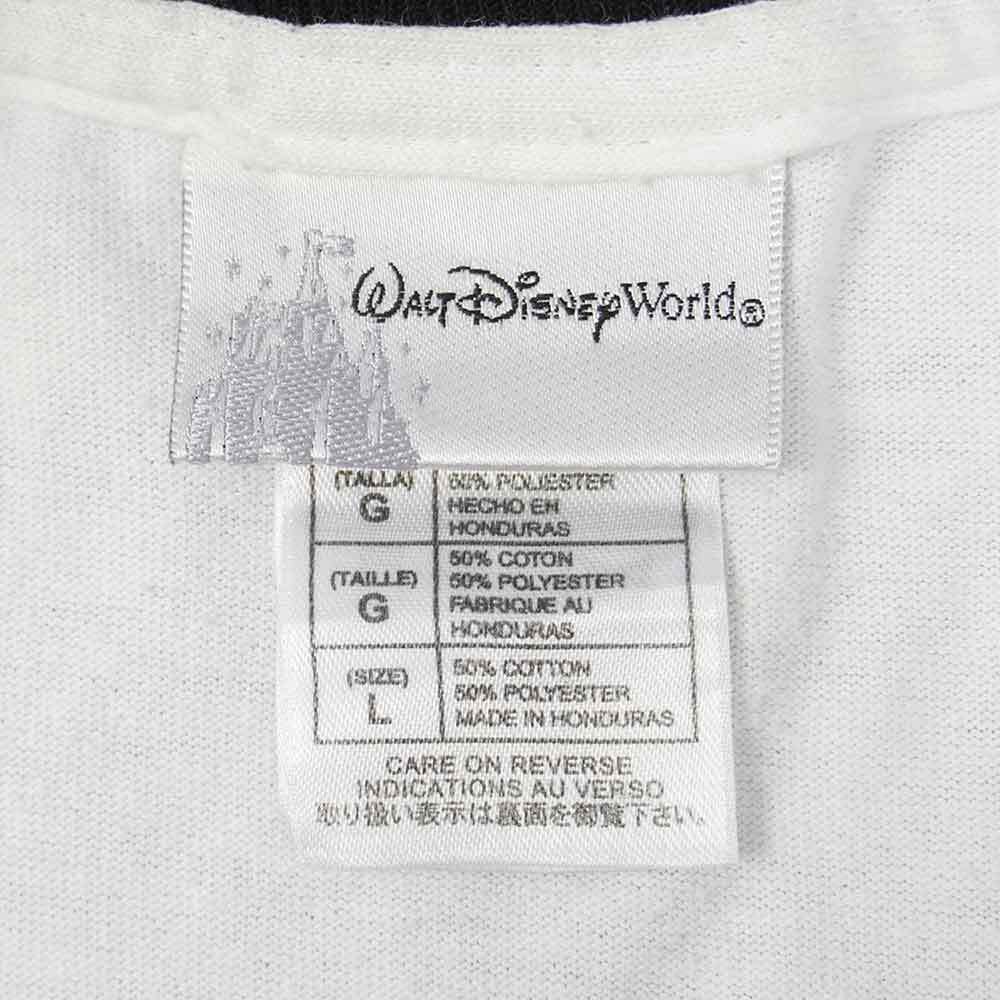 WALT DISNEY World®
(TALLA)
G
50% POLIESTER
HECHO EN
HONDURAS
(TAILLE)
G
50% COTON
50% POLYESTER
FABRIQUE AU
HONDURAS
(SIZE)
L
50% COTTON
50% POLYESTER
MADE IN HONDURAS
CARE ON REVERSE
INDICATIONS AU VERSO
取り扱い表示は裏面を御覧下さい。